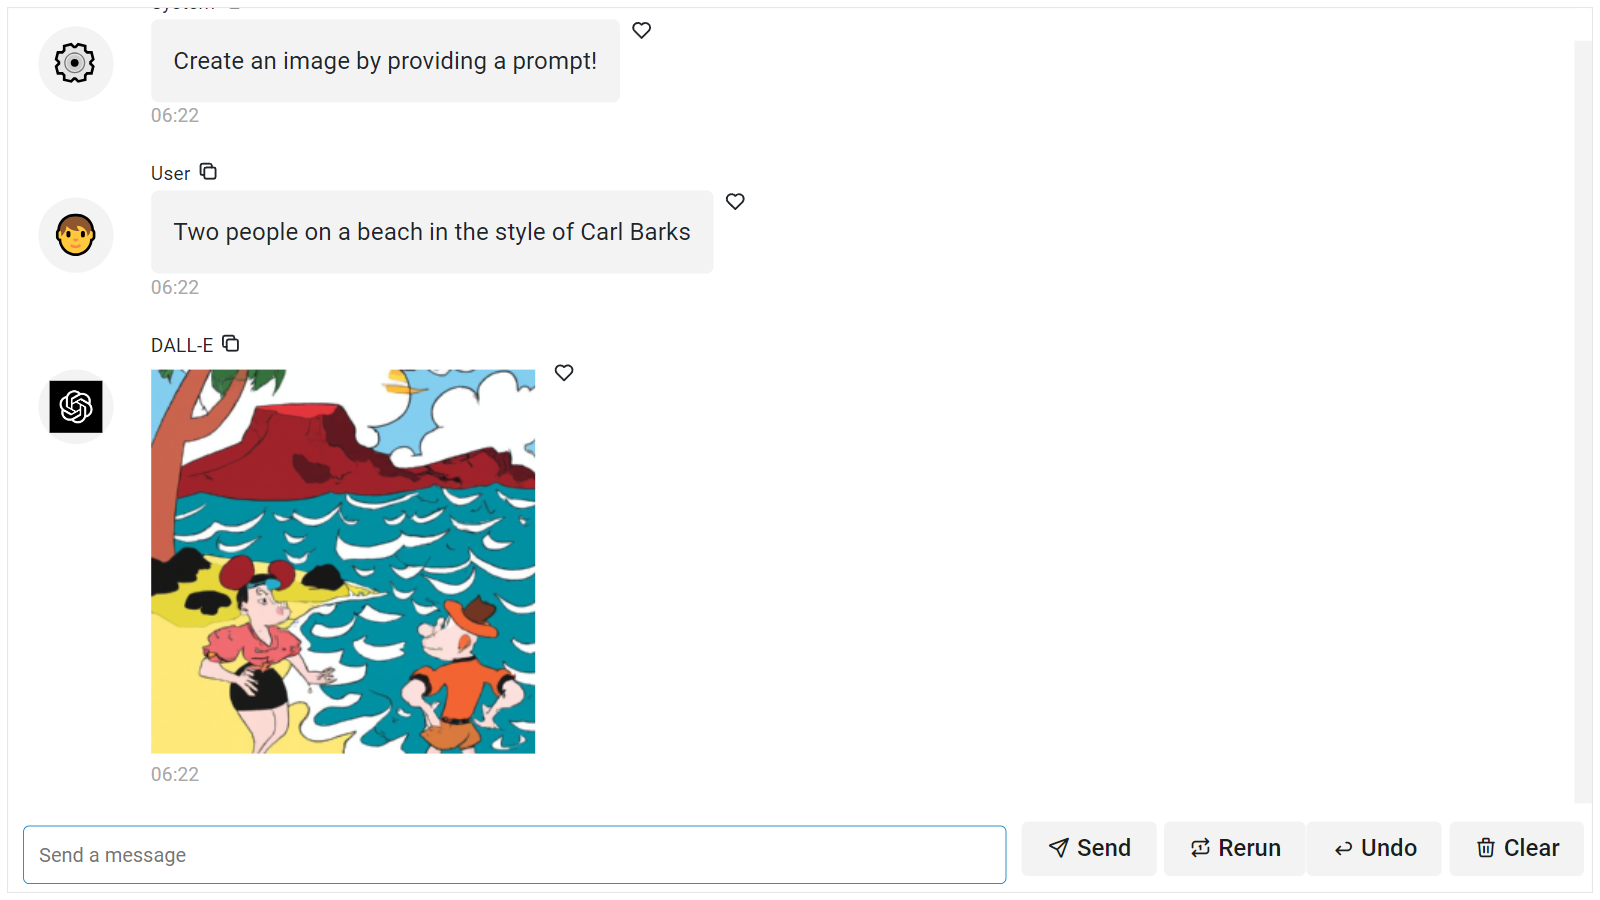 System
Create an image by providing a prompt!
06:22
User
Two people on a beach in the style of Carl Barks
06:22
DALL-E
06:22
Send a message
Send
Rerun
Undo
Clear